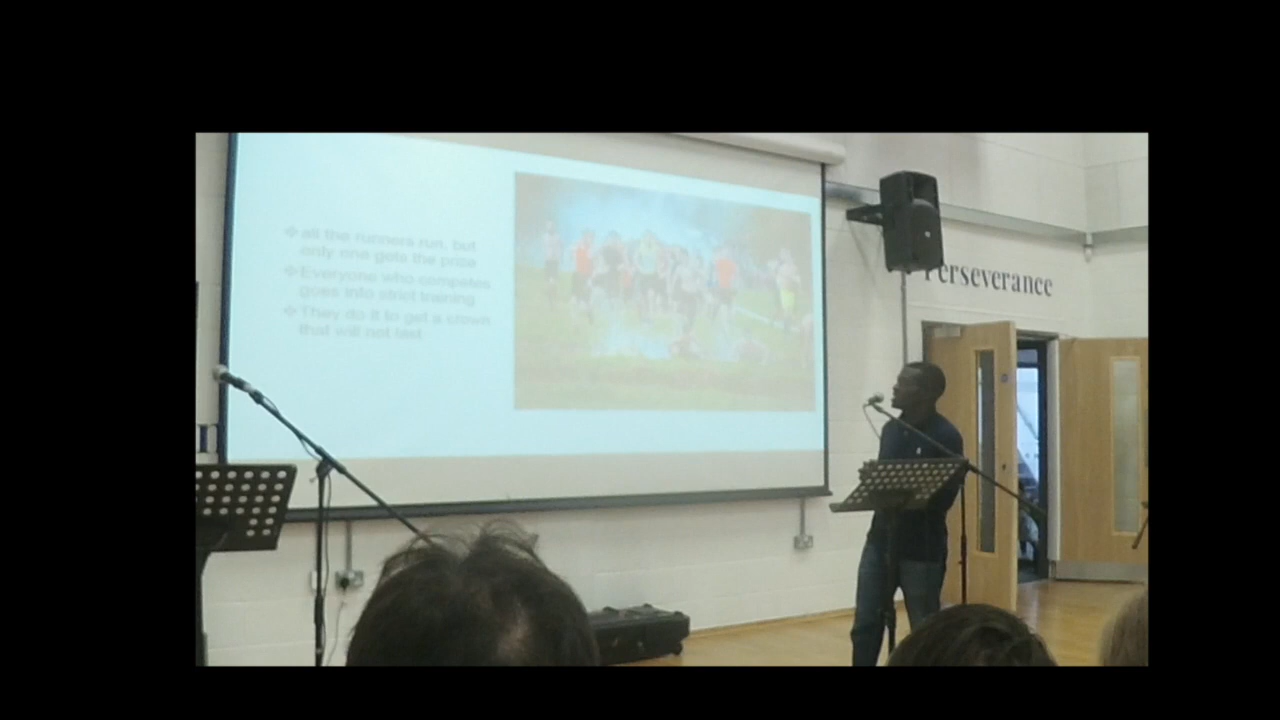 all the runners run, but
only one gets the prize
Everyone who competes
goes into strict training
They do it to get a crown
that will not last
Perseverance